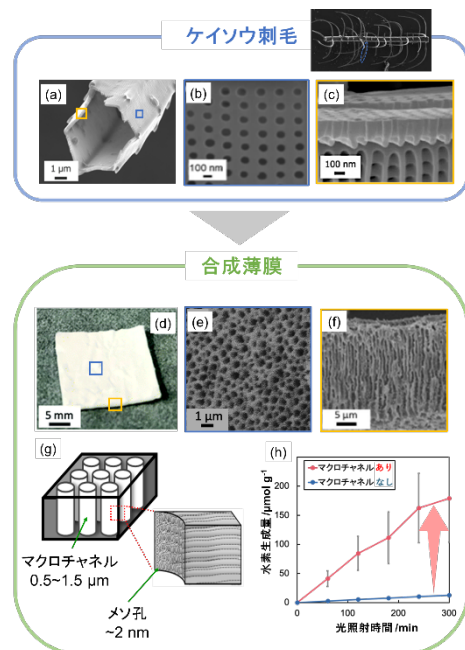 ケイソウ刺毛
(a)
1 μm
(b)
100 nm
(c)
100 nm
合成薄膜
(d)
5 mm
(e)
1 μm
(f)
5 μm
(g)
マクロチャネル
0.5~1.5 μm
メソ孔
~2 nm
(h)
マクロチャネル あり
マクロチャネル なし
水素生成量/μmol g⁻¹
200
150
100
50
0
0
100
200
300
光照射時間 /min